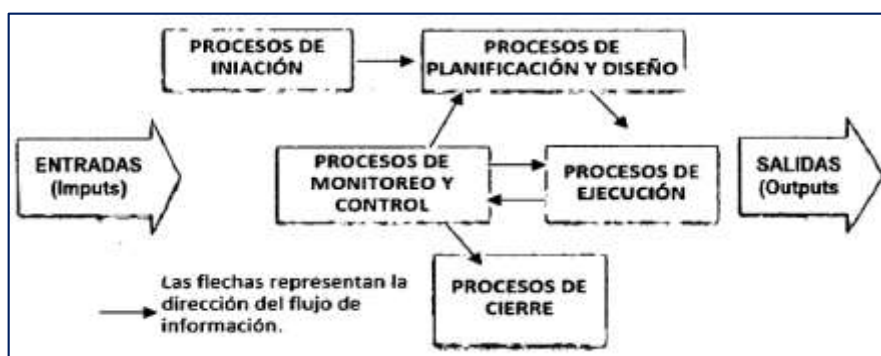 PROCESOS DE
INIACIÓN
PROCESOS DE
PLANIFICACIÓN Y DISEÑO
ENTRADAS
(Imputs)
PROCESOS DE
MONITOREO Y
CONTROL
PROCESOS DE
EJECUCIÓN
SALIDAS
(Outputs
Las flechas representan la
dirección del flujo de
información.
PROCESOS DE
CIERRE